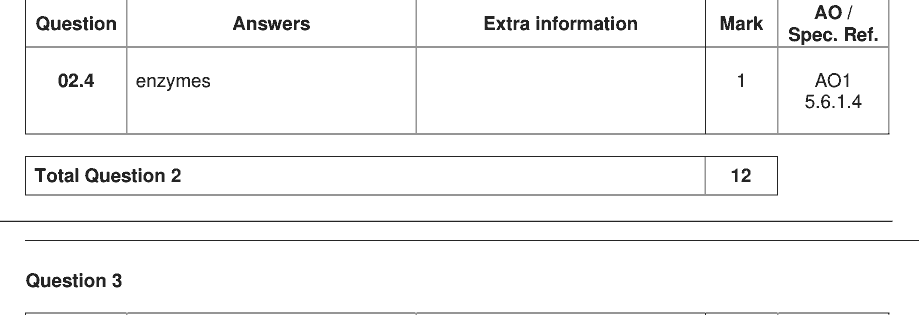 Question Answers Extra information Mark AO /
Spec. Ref.
02.4 enzymes 1 AO1
5.6.1.4
Total Question 2 12
Question 3